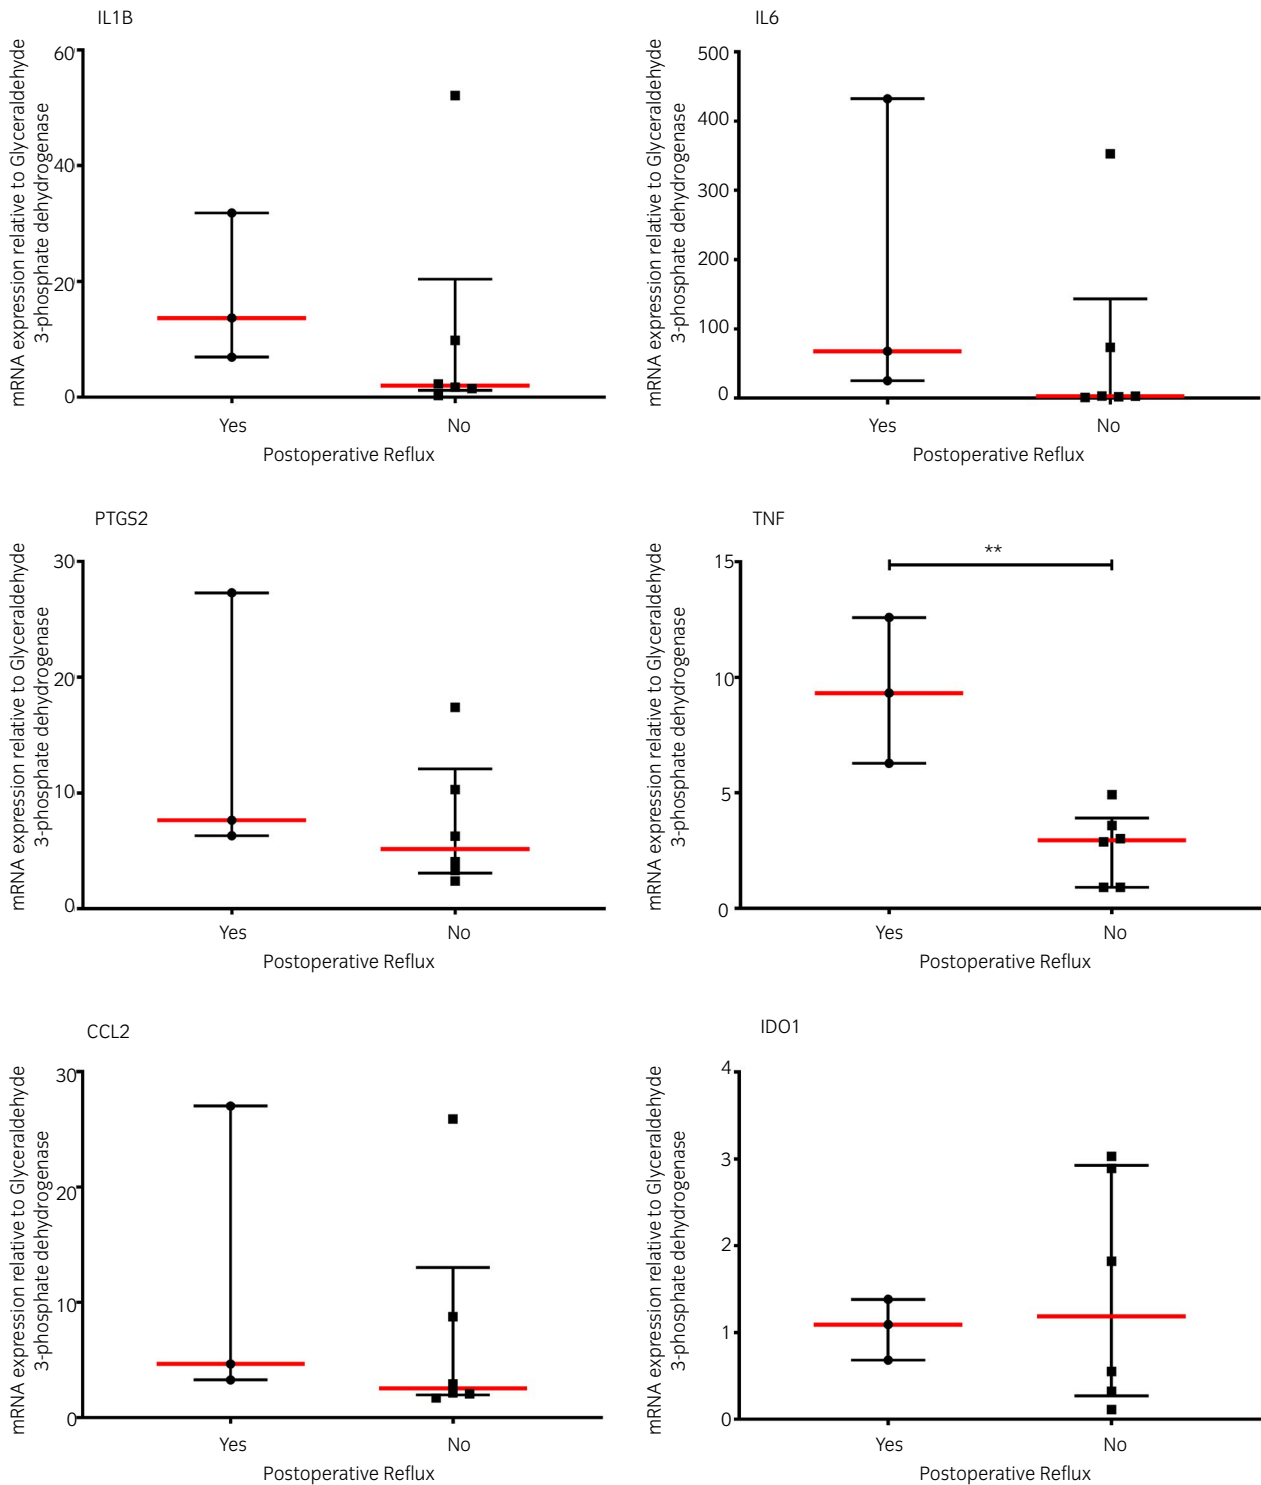 IL1B
mRNA expression relative to Glyceraldehyde
3-phosphate dehydrogenase
60
40
20
0
Yes
No
Postoperative Reflux
IL6
mRNA expression relative to Glyceraldehyde
3-phosphate dehydrogenase
500
400
300
200
100
0
Yes
No
Postoperative Reflux
PTGS2
mRNA expression relative to Glyceraldehyde
3-phosphate dehydrogenase
30
20
10
0
Yes
No
Postoperative Reflux
TNF
mRNA expression relative to Glyceraldehyde
3-phosphate dehydrogenase
15
10
5
0
**
Yes
No
Postoperative Reflux
CCL2
mRNA expression relative to Glyceraldehyde
3-phosphate dehydrogenase
30
20
10
0
Yes
No
Postoperative Reflux
IDO1
mRNA expression relative to Glyceraldehyde
3-phosphate dehydrogenase
4
3
2
1
0
Yes
No
Postoperative Reflux